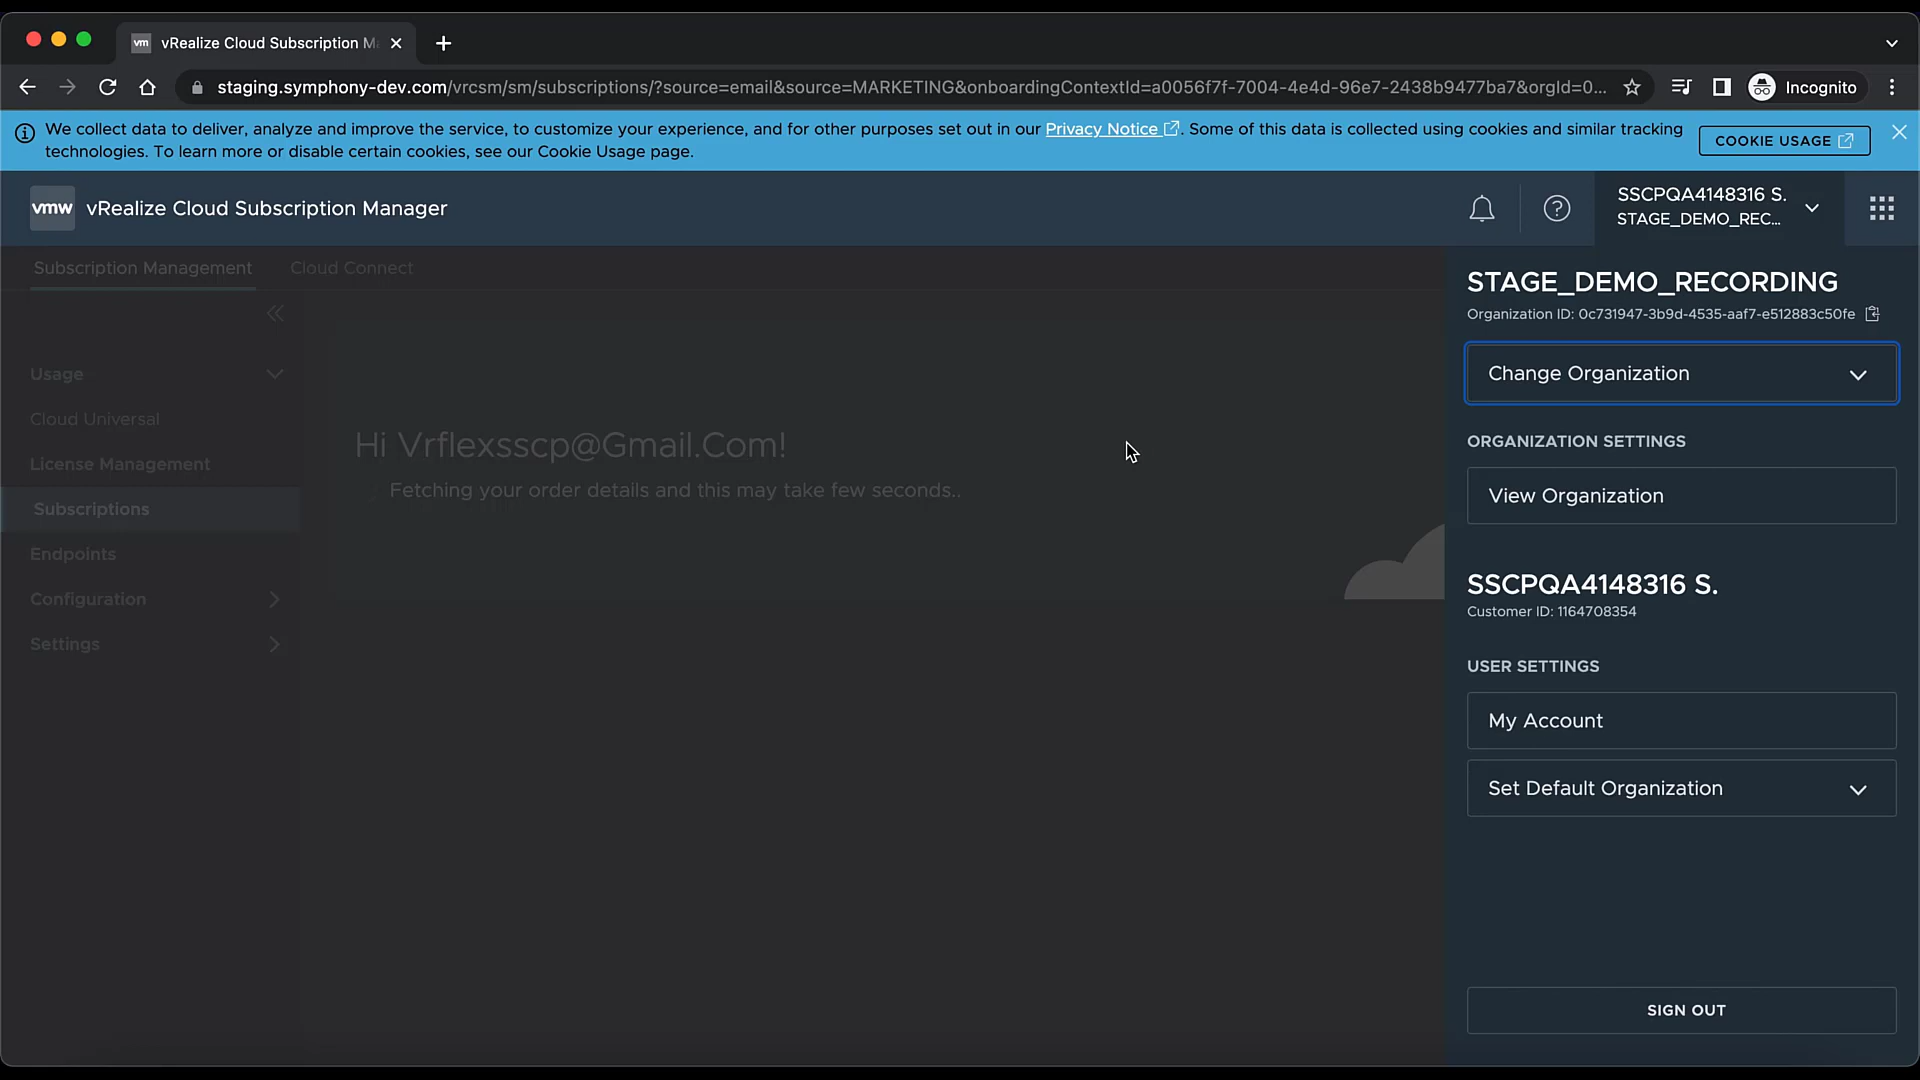 vm vRealize Cloud Subscription M
staging.symphony-dev.com/vrcsm/sm/subscriptions/?source=email&source=MARKETING&onboardingContextId=a0056f7f-7004-4e4d-96e7-2438b9477ba7&orgId=0...
Incognito
We collect data to deliver, analyze and improve the service, to customize your experience, and for other purposes set out in our Privacy Notice. Some of this data is collected using cookies and similar tracking
technologies. To learn more or disable certain cookies, see our Cookie Usage page.
COOKIE USAGE
vmw vRealize Cloud Subscription Manager
SSCPQA4148316 S.
STAGE_DEMO_REC...
Subscription Management
Cloud Connect
Usage
Cloud Universal
License Management
Subscriptions
Endpoints
Configuration
Settings
Hi Vrflexsscp@Gmail.Com!
Fetching your order details and this may take few seconds..
STAGE_DEMO_RECORDING
Organization ID: 0c731947-3b9d-4535-aaf7-e512883c50fe
Change Organization
ORGANIZATION SETTINGS
View Organization
SSCPQA4148316 S.
Customer ID: 1164708354
USER SETTINGS
My Account
Set Default Organization
SIGN OUT